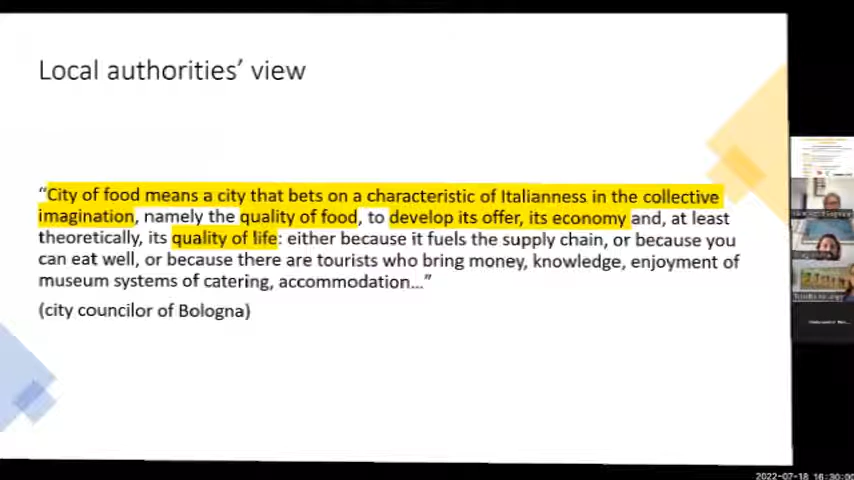 Local authorities’ view
“City of food means a city that bets on a characteristic of Italianness in the collective
imagination, namely the quality of food, to develop its offer, its economy and, at least
theoretically, its quality of life: either because it fuels the supply chain, or because you
can eat well, or because there are tourists who bring money, knowledge, enjoyment of
museum systems of catering, accommodation…”
(city councilor of Bologna)
2022-07-18 16:30:00